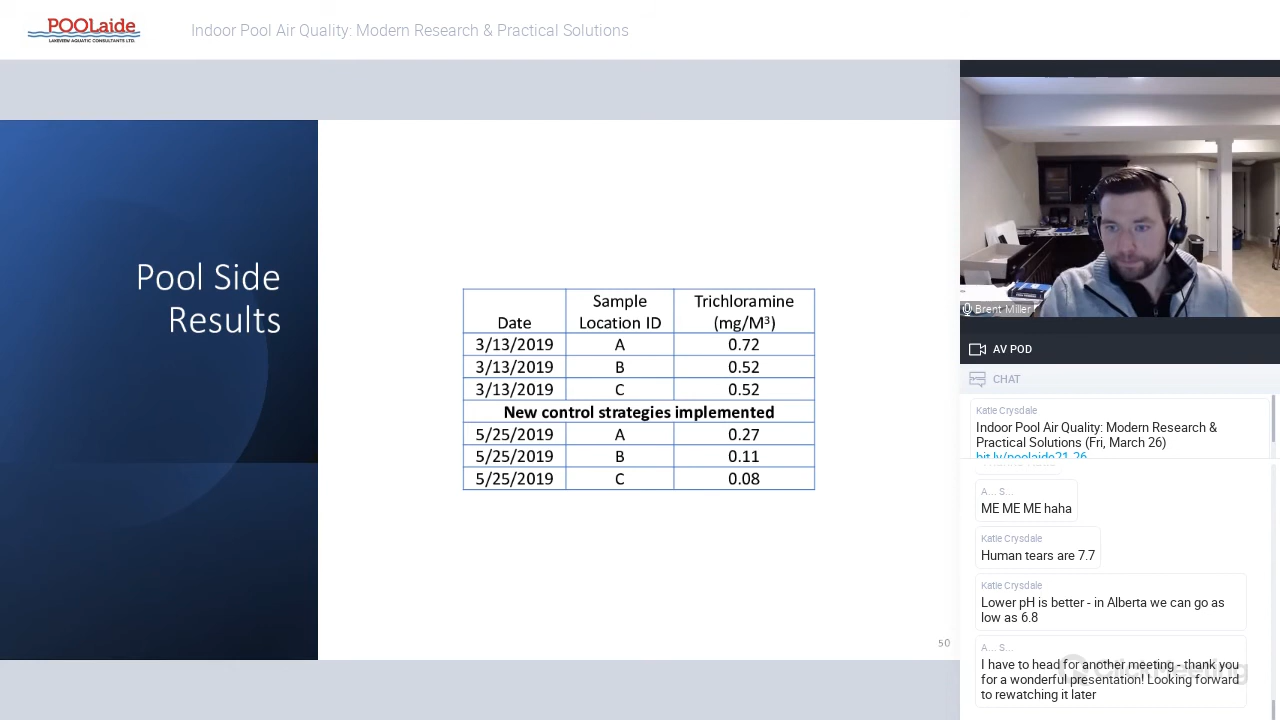 POOLaide
LAKEVIEW AQUATIC CONSULTANTS LTD.
Indoor Pool Air Quality: Modern Research & Practical Solutions
Pool Side
Results
Date Sample Location ID Trichloramine (mg/M³)
3/13/2019 A 0.72
3/13/2019 B 0.52
3/13/2019 C 0.52
New control strategies implemented
5/25/2019 A 0.27
5/25/2019 B 0.11
5/25/2019 C 0.08
50
Brent Miller
AV POD
CHAT
Katie Crysdale
Indoor Pool Air Quality: Modern Research &
Practical Solutions (Fri, March 26)
bit.ly/poolaide21-26
A... S...
ME ME ME haha
Katie Crysdale
Human tears are 7.7
Katie Crysdale
Lower pH is better - in Alberta we can go as
low as 6.8
A... S...
I have to head for another meeting - thank you
for a wonderful presentation! Looking forward
to rewatching it later
ClickMeeting